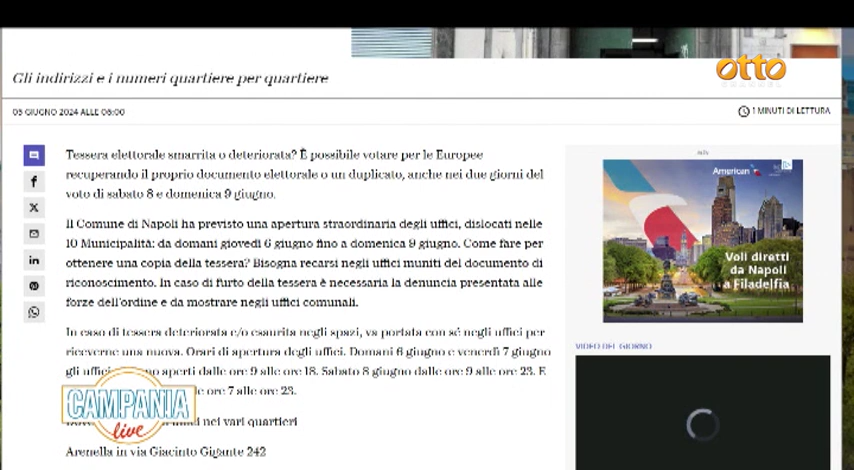 Gli indirizzi e i numeri quartiere per quartiere
otto
CHANNEL
05 GIUGNO 2024 ALLE 06:00
1 MINUTI DI LETTURA
Tessera elettorale smarrita o deteriorata? È possibile votare per le Europee
recuperando il proprio documento elettorale o un duplicato, anche nei due giorni del
voto di sabato 8 e domenica 9 giugno.
Il Comune di Napoli ha previsto una apertura straordinaria degli uffici, dislocati nelle
10 Municipalità: da domani giovedì 6 giugno fino a domenica 9 giugno. Come fare per
ottenere una copia della tessera? Bisogna recarsi negli uffici muniti del documento di
riconoscimento. In caso di furto della tessera è necessaria la denuncia presentata alle
forze dell'ordine e da mostrare negli uffici comunali.
In caso di tessera deteriorata e/o esaurita negli spazi, va portata con sé negli uffici per
riceverne una nuova. Orari di apertura degli uffici. Domani 6 giugno e venerdì 7 giugno
gli uffici aperti dalle ore 9 alle ore 18. Sabato 8 giugno dalle ore 9 alle ore 23. E
ore 7 alle ore 23.
nei vari quartieri
Arenella in via Giacinto Gigante 242
CAMPANIA
live
American
Voli diretti
da Napoli
a Filadelfia
VIDEO DEL GIORNO